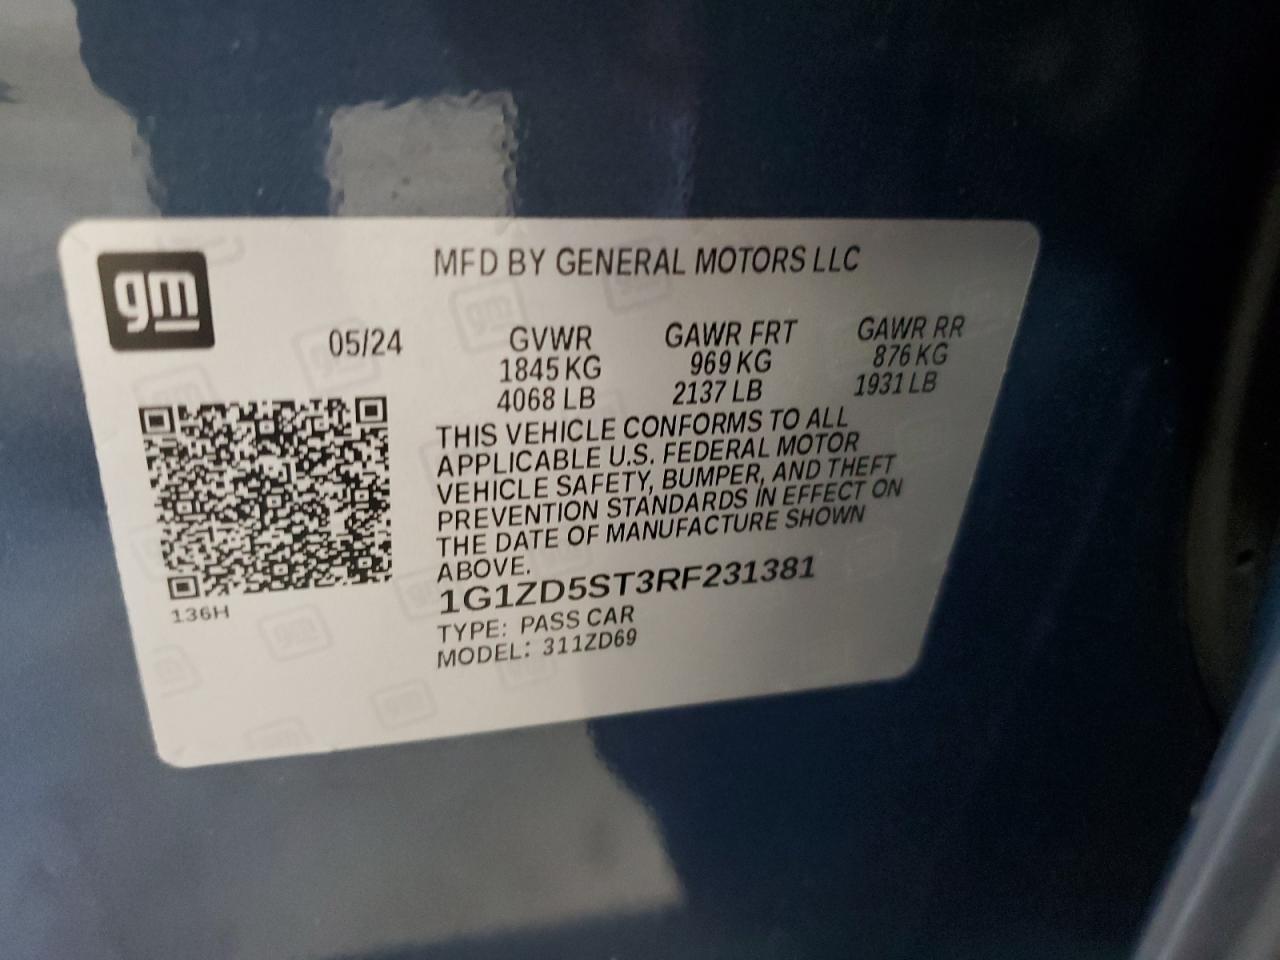 gm
MFD BY GENERAL MOTORS LLC
05/24
GVWR GAWR FRT GAWR RR
1845 KG 969 KG 876 KG
4068 LB 2137 LB 1931 LB
THIS VEHICLE CONFORMS TO ALL
APPLICABLE U.S. FEDERAL MOTOR
VEHICLE SAFETY, BUMPER, AND THEFT
PREVENTION STANDARDS IN EFFECT ON
THE DATE OF MANUFACTURE SHOWN
ABOVE.
1G1ZD5ST3RF231381
TYPE: PASS CAR
MODEL: 311ZD69
136H